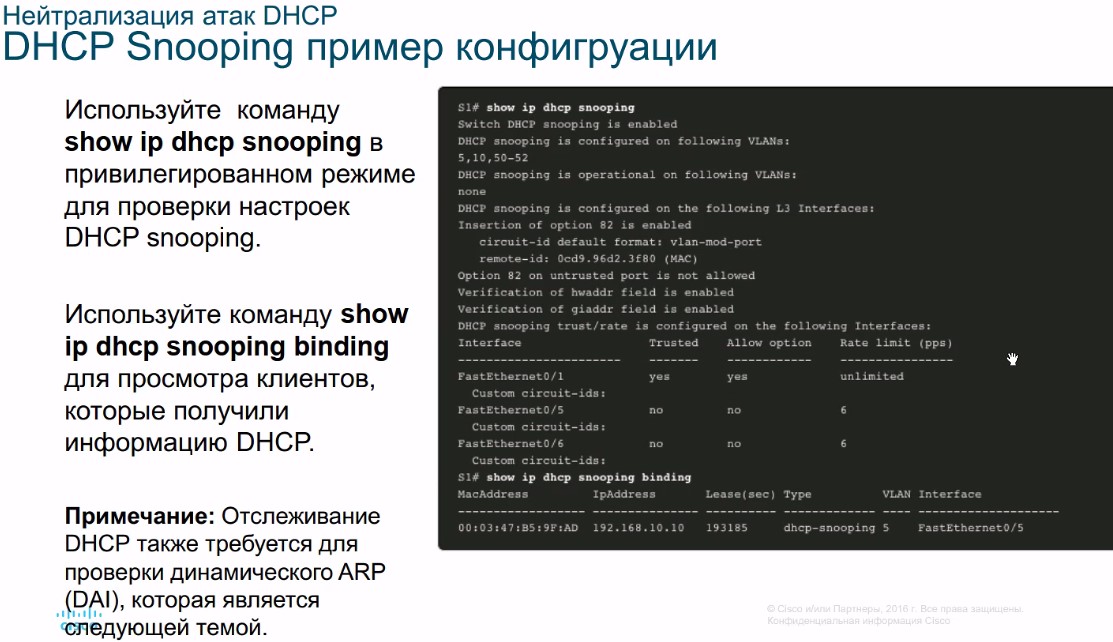 Нейтрализация атак DHCP
DHCP Snooping пример конфигруации
Используйте команду
show ip dhcp snooping в
привилегированном режиме
для проверки настроек
DHCP snooping.
Используйте команду show
ip dhcp snooping binding
для просмотра клиентов,
которые получили
информацию DHCP.
Примечание: Отслеживание
DHCP также требуется для
проверки динамического ARP
(DAI), которая является
следующей темой.
S1# show ip dhcp snooping
Switch DHCP snooping is enabled
DHCP snooping is configured on following VLANs:
5,10,50-52
DHCP snooping is operational on following VLANs:
none
DHCP snooping is configured on the following L3 Interfaces:
Insertion of option 82 is enabled
circuit-id default format: vlan-mod-port
remote-id: 0cd9.96d2.3f80 (MAC)
Option 82 on untrusted port is not allowed
Verification of hwaddr field is enabled
Verification of giaddr field is enabled
DHCP snooping trust/rate is configured on the following Interfaces:
Interface Trusted Allow option Rate limit (pps)
----------------------- ------- ------------ ----------------
FastEthernet0/1 yes yes unlimited
Custom circuit-ids:
FastEthernet0/5 no no 6
Custom circuit-ids:
FastEthernet0/6 no no 6
Custom circuit-ids:
S1# show ip dhcp snooping binding
MacAddress IpAddress Lease(sec) Type VLAN Interface
------------------ --------------- ---------- ------------- ---- --------------------
00:03:47:B5:9F:AD 192.168.10.10 193185 dhcp-snooping 5 FastEthernet0/5
cisco
© Cisco и/или Партнеры, 2016 г. Все права защищены.
Конфиденциальная информация Cisco